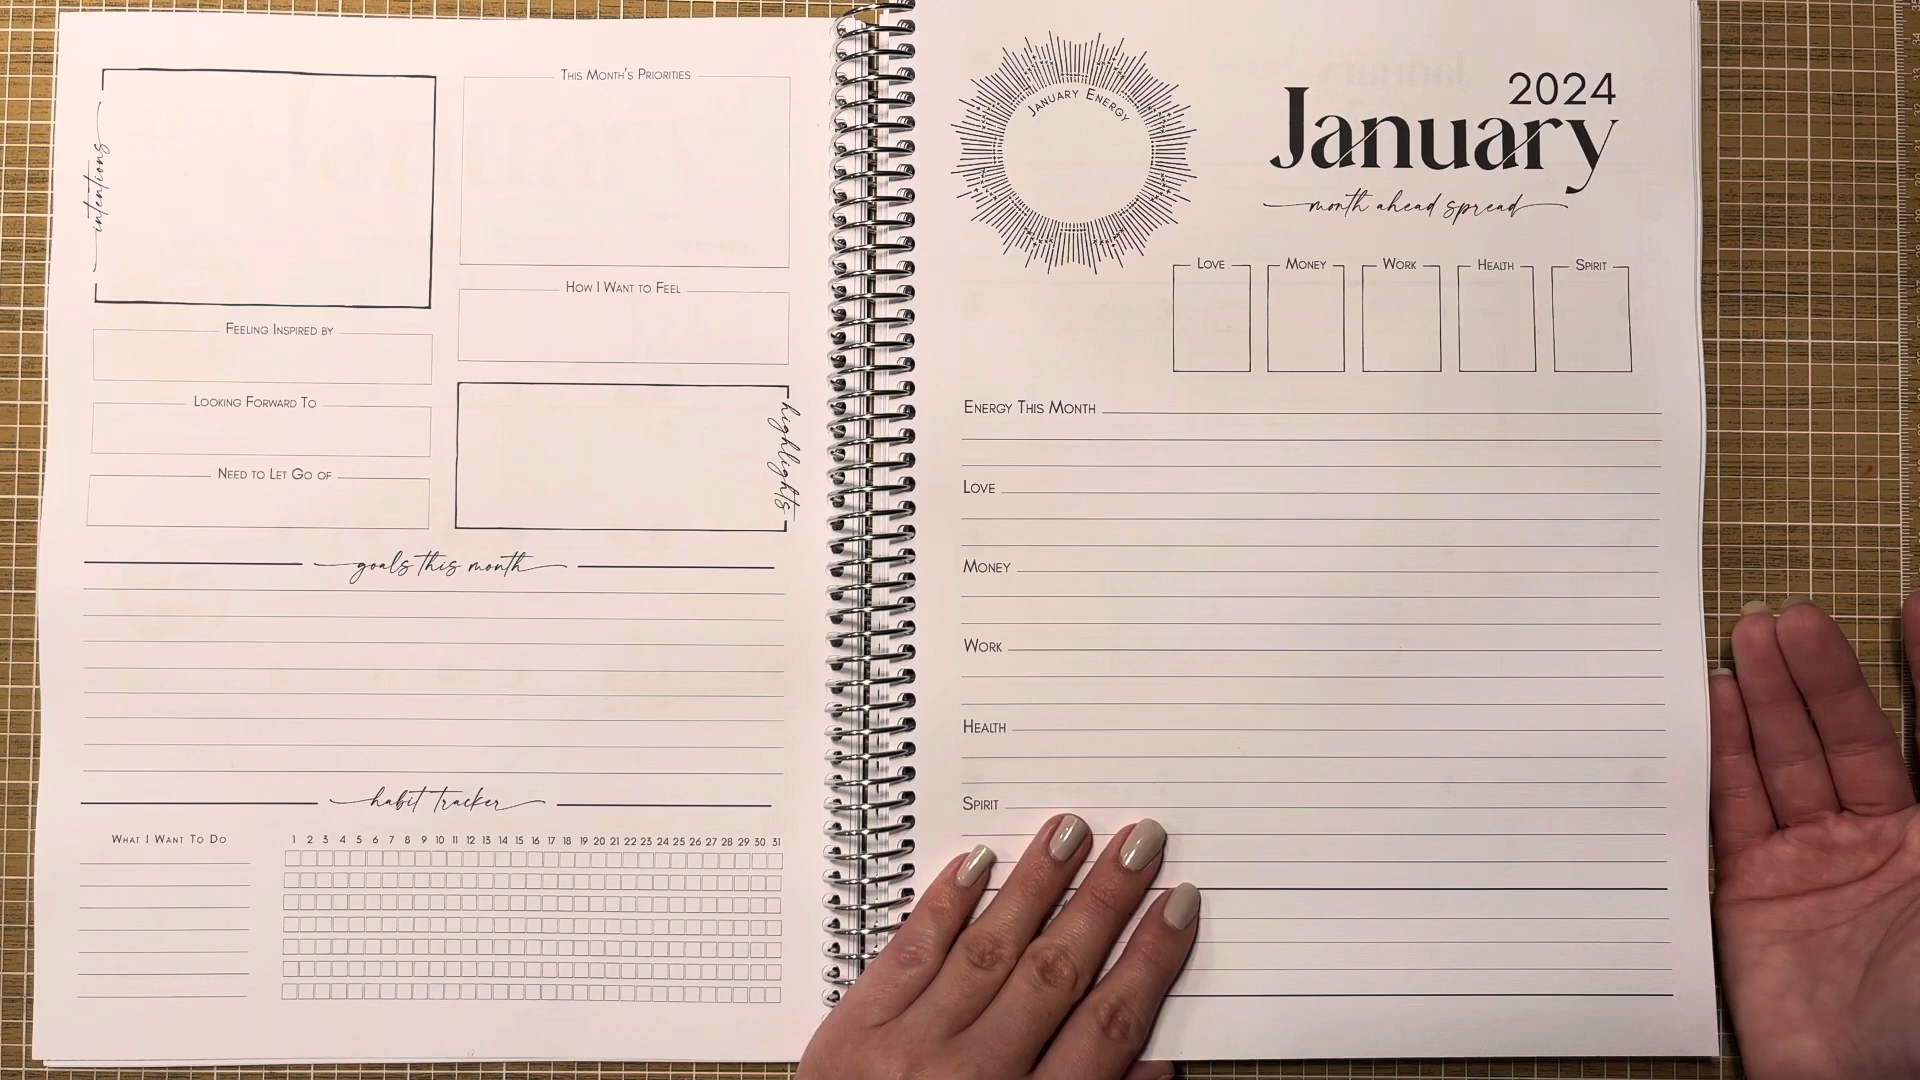 intentions
THIS MONTH'S PRIORITIES
HOW I WANT TO FEEL
FEELING INSPIRED BY
LOOKING FORWARD TO
NEED TO LET GO OF
highlights
goals this month
habit tracker
WHAT I WANT TO DO
1 2 3 4 5 6 7 8 9 10 11 12 13 14 15 16 17 18 19 20 21 22 23 24 25 26 27 28 29 30 31
JANUARY ENERGY
2024
January
month ahead spread
LOVE MONEY WORK HEALTH SPIRIT
ENERGY THIS MONTH
LOVE
MONEY
WORK
HEALTH
SPIRIT